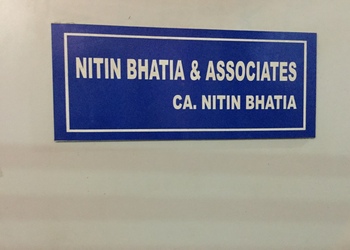 NITIN BHATIA & ASSOCIATES
CA. NITIN BHATIA